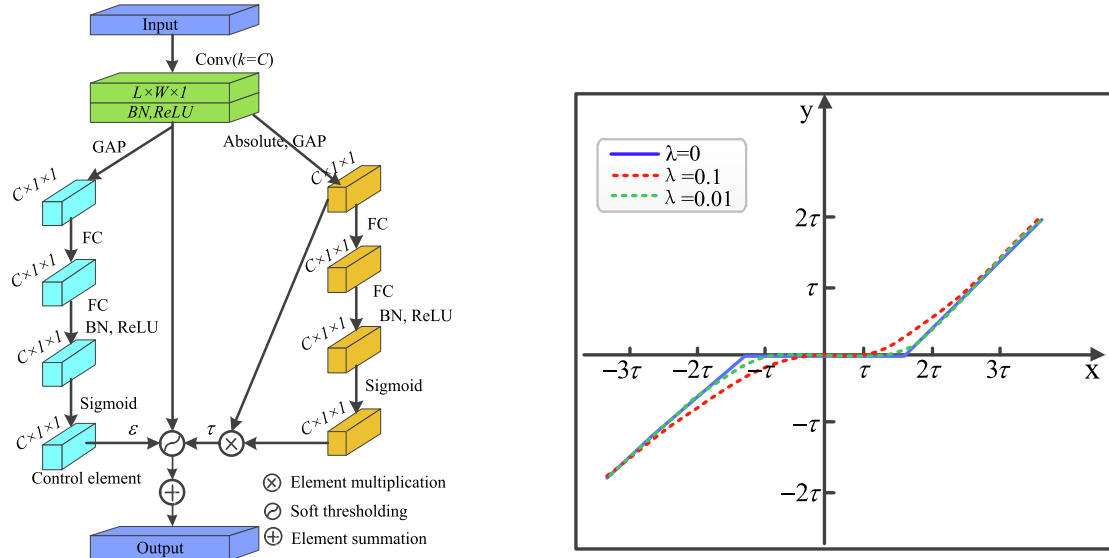 Input
Conv(k=C)
L×W×1
BN,ReLU
GAP
Absolute, GAP
C×1×1
C×1×1
FC
FC
C×1×1
C×1×1
FC
FC
BN, ReLU
BN, ReLU
C×1×1
C×1×1
Sigmoid
Sigmoid
C×1×1
C×1×1
ε
τ
Control element
Element multiplication
Soft thresholding
Element summation
Output
y
λ=0
λ=0.1
λ=0.01
2τ
τ
−3τ
−2τ
−τ
τ
2τ
3τ
x
−τ
−2τ